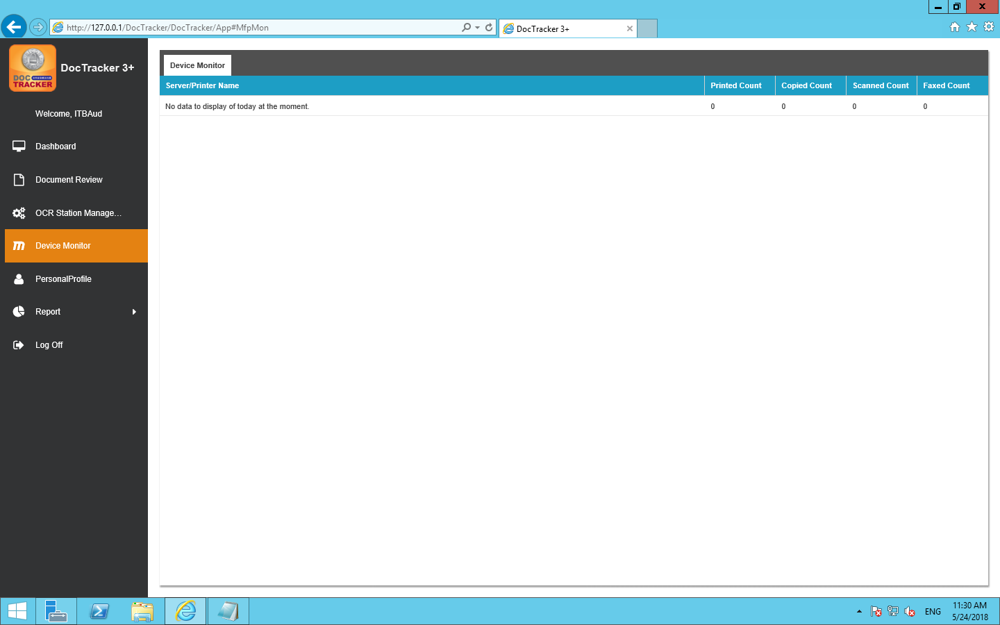 http://127.0.0.1/DocTracker/DocTracker/App#MfpMon
DocTracker 3+
DOC
TRACKER
DocTracker 3+
Welcome, ITBAud
Dashboard
Document Review
OCR Station Manage...
Device Monitor
PersonalProfile
Report
Log Off
Device Monitor
Server/Printer Name Printed Count Copied Count Scanned Count Faxed Count
No data to display of today at the moment. 0 0 0 0
ENG
11:30 AM
5/24/2018